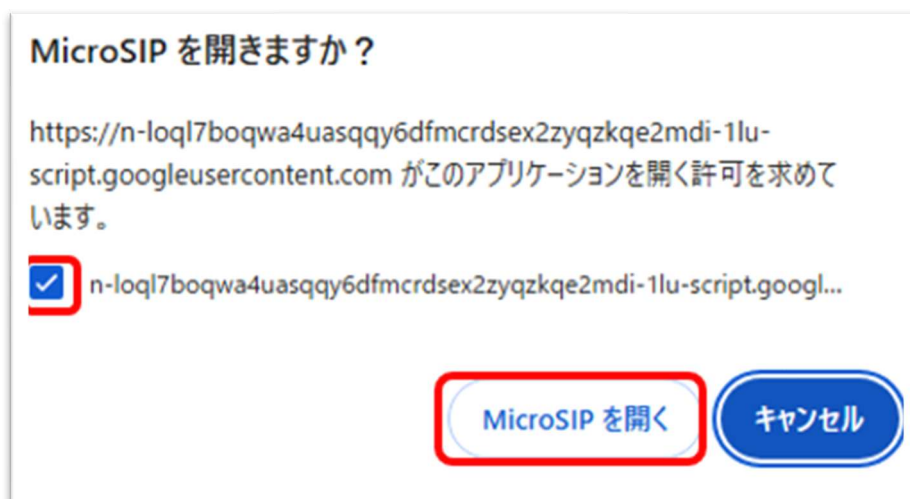 MicroSIP を開きますか？
https://n-loql7boqwa4uasqqy6dfmcrdsex2zyqzkqe2mdi-1lu-
script.googleusercontent.com がこのアプリケーションを開く許可を求めて
います。
n-loql7boqwa4uasqqy6dfmcrdsex2zyqzkqe2mdi-1lu-script.googl...
MicroSIP を開く
キャンセル